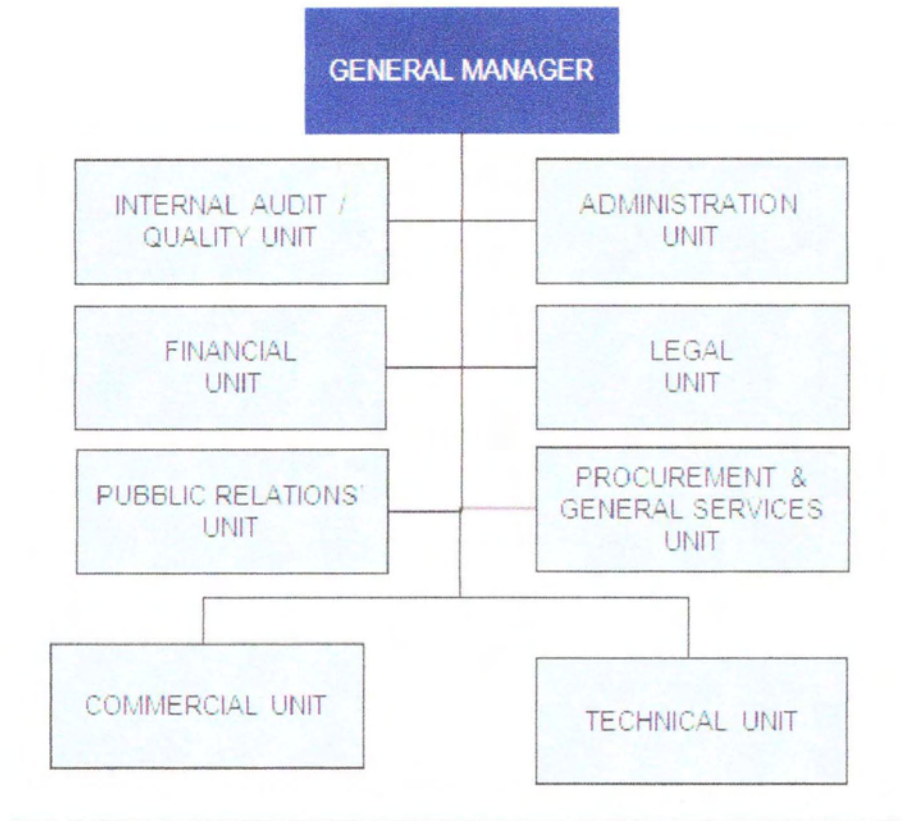 GENERAL MANAGER
INTERNAL AUDIT /
QUALITY UNIT
ADMINISTRATION
UNIT
FINANCIAL
UNIT
LEGAL
UNIT
PUBBLIC RELATIONS'
UNIT
PROCUREMENT &
GENERAL SERVICES
UNIT
COMMERCIAL UNIT
TECHNICAL UNIT